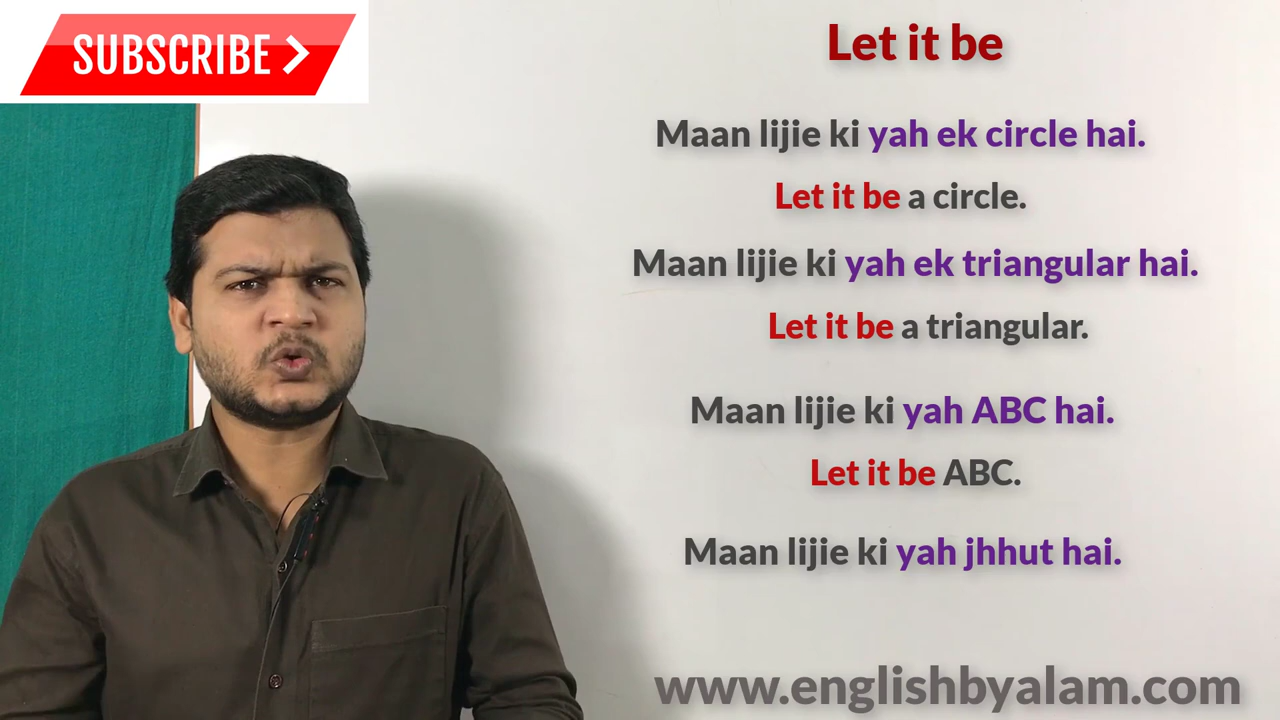 SUBSCRIBE
Let it be
Maan lijie ki yah ek circle hai.
Let it be a circle.
Maan lijie ki yah ek triangular hai.
Let it be a triangular.
Maan lijie ki yah ABC hai.
Let it be ABC.
Maan lijie ki yah jhhut hai.
www.englishbyalam.com